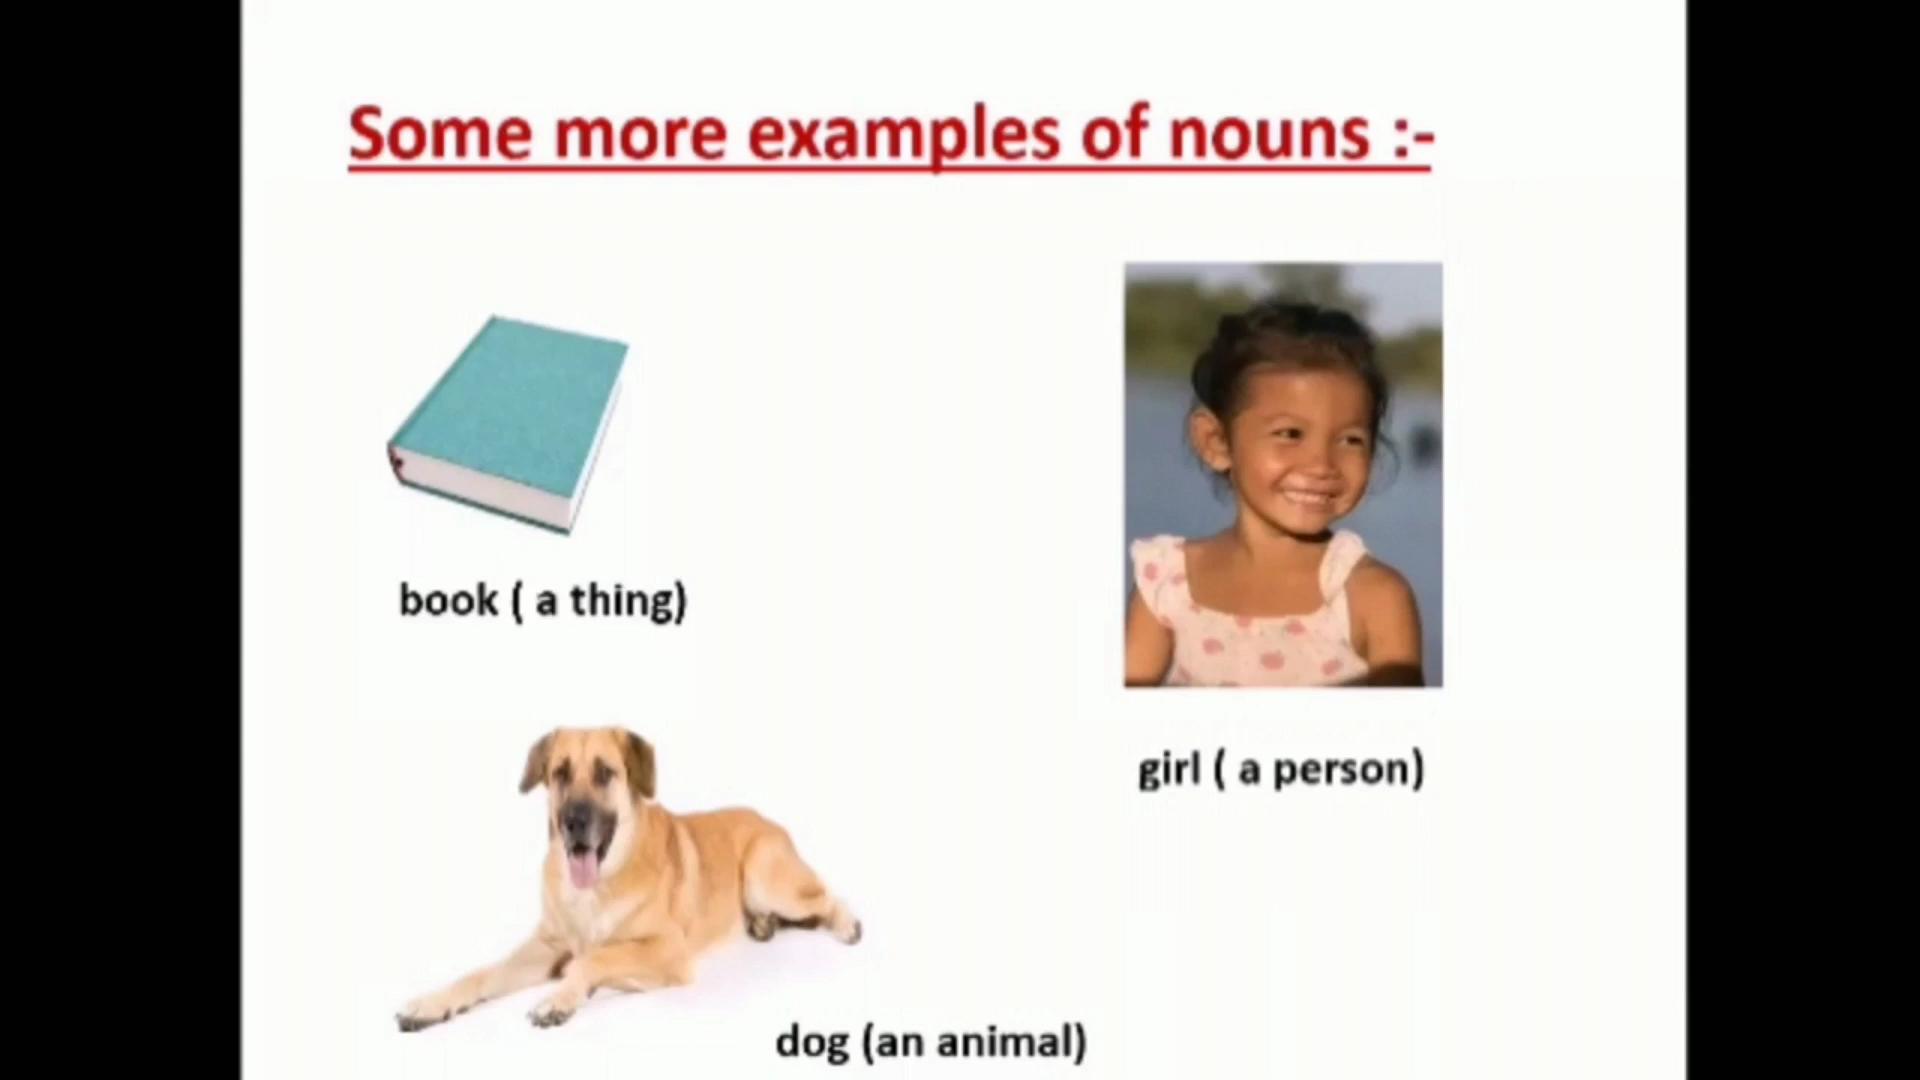 Some more examples of nouns :-
book ( a thing)
girl ( a person)
dog (an animal)